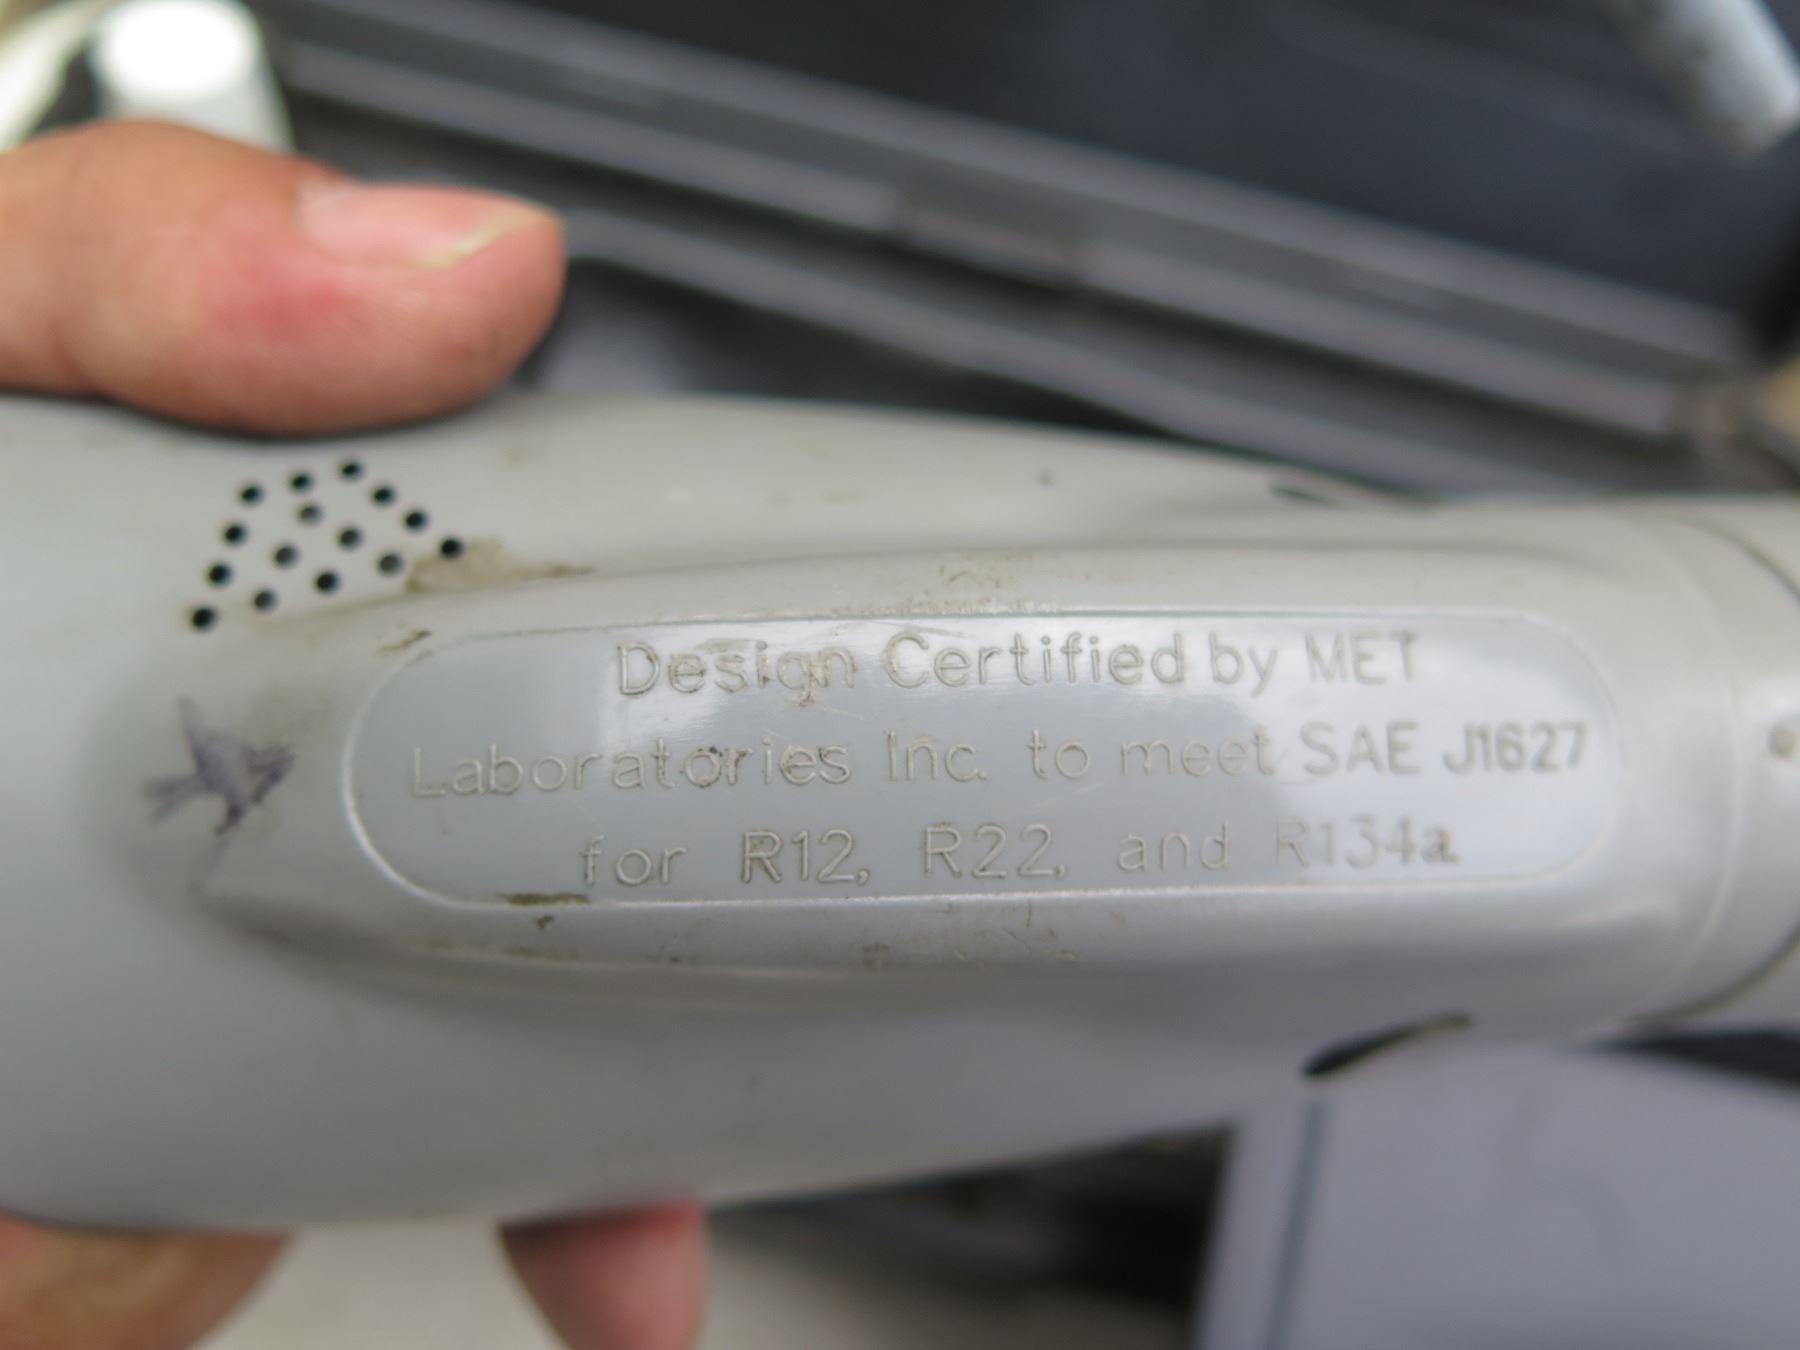 Design Certified by MET
Laboratories Inc. to meet SAE J1627
for R12, R22, and R134a.